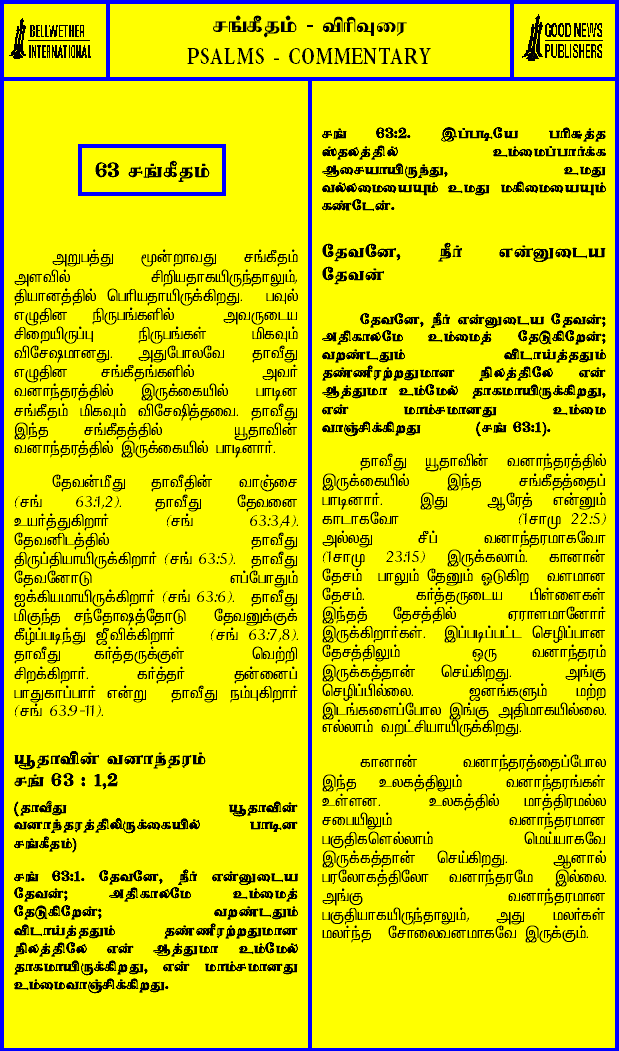 BELLWETHER
INTERNATIONAL
சங்கீதம் - விரிவுரை
PSALMS - COMMENTARY
GOOD NEWS
PUBLISHERS
63 சங்கீதம்
அறுபத்து மூன்றாவது சங்கீதம்
அளவில் சிறியதாகயிருந்தாலும்,
தியானத்தில் பெரியதாயிருக்கிறது. பவுல்
எழுதின நிருபங்களில் அவருடைய
சிறையிருப்பு நிருபங்கள் மிகவும்
விசேஷமானது. அதுபோலவே தாவீது
எழுதின சங்கீதங்களில் அவர்
வனாந்தரத்தில் இருக்கையில் பாடின
சங்கீதம் மிகவும் விசேஷித்தவை. தாவீது
இந்த சங்கீதத்தில் யூதாவின்
வனாந்தரத்தில் இருக்கையில் பாடினார்.
தேவன்மீது தாவீதின் வாஞ்சை
(சங் 63:1,2). தாவீது தேவனை
உயர்த்துகிறார் (சங் 63:3,4).
தேவனிடத்தில் தாவீது
திருப்தியாயிருக்கிறார் (சங் 63:5). தாவீது
தேவனோடு எப்போதும்
ஐக்கியமாயிருக்கிறார் (சங் 63:6). தாவீது
மிகுந்த சந்தோஷத்தோடு தேவனுக்குக்
கீழ்ப்படிந்து ஜீவிக்கிறார் (சங் 63:7,8).
தாவீது கர்த்தருக்குள் வெற்றி
சிறக்கிறார். கர்த்தர் தன்னைப்
பாதுகாப்பார் என்று தாவீது நம்புகிறார்
(சங் 63:9-11).
யூதாவின் வனாந்தரம்
சங் 63 : 1,2
(தாவீது யூதாவின்
வனாந்தரத்திலிருக்கையில் பாடின
சங்கீதம்)
சங் 63:1. தேவனே, நீர் என்னுடைய
தேவன்; அதிகாலமே உம்மைத்
தேடுகிறேன்; வறண்டதும்
விடாய்த்ததும் தண்ணீரற்றதுமான
நிலத்திலே என் ஆத்துமா உம்மேல்
தாகமாயிருக்கிறது, என் மாம்சமானது
உம்மைவாஞ்சிக்கிறது.
சங் 63:2. இப்படியே பரிசுத்த
ஸ்தலத்தில் உம்மைப்பார்க்க
ஆசையாயிருந்து, உமது
வல்லமையையும் உமது மகிமையையும்
கண்டேன்.
தேவனே, நீர் என்னுடைய
தேவன்
தேவனே, நீர் என்னுடைய தேவன்;
அதிகாலமே உம்மைத் தேடுகிறேன்;
வறண்டதும் விடாய்த்ததும்
தண்ணீரற்றதுமான நிலத்திலே என்
ஆத்துமா உம்மேல் தாகமாயிருக்கிறது,
என் மாம்சமானது உம்மை
வாஞ்சிக்கிறது (சங் 63:1).
தாவீது யூதாவின் வனாந்தரத்தில்
இருக்கையில் இந்த சங்கீதத்தைப்
பாடினார். இது ஆரேத் என்னும்
காடாகவோ (1சாமு 22:5)
அல்லது சீப் வனாந்தரமாகவோ
(1சாமு 23:15) இருக்கலாம். கானான்
தேசம் பாலும் தேனும் ஓடுகிற வளமான
தேசம். கர்த்தருடைய பிள்ளைகள்
இந்தத் தேசத்தில் ஏராளமானோர்
இருக்கிறார்கள். இப்படிப்பட்ட செழிப்பான
தேசத்திலும் ஒரு வனாந்தரம்
இருக்கத்தான் செய்கிறது. அங்கு
செழிப்பில்லை. ஜனங்களும் மற்ற
இடங்களைப்போல இங்கு அதிமாகயில்லை.
எல்லாம் வறட்சியாயிருக்கிறது.
கானான் வனாந்தரத்தைப்போல
இந்த உலகத்திலும் வனாந்தரங்கள்
உள்ளன. உலகத்தில் மாத்திரமல்ல
சபையிலும் வனாந்தரமான
பகுதிகளெல்லாம் மெய்யாகவே
இருக்கத்தான் செய்கிறது. ஆனால்
பரலோகத்திலோ வனாந்தரமே இல்லை.
அங்கு வனாந்தரமான
பகுதியாகயிருந்தாலும், அது மலர்கள்
மலர்ந்த சோலைவனமாகவே இருக்கும்.